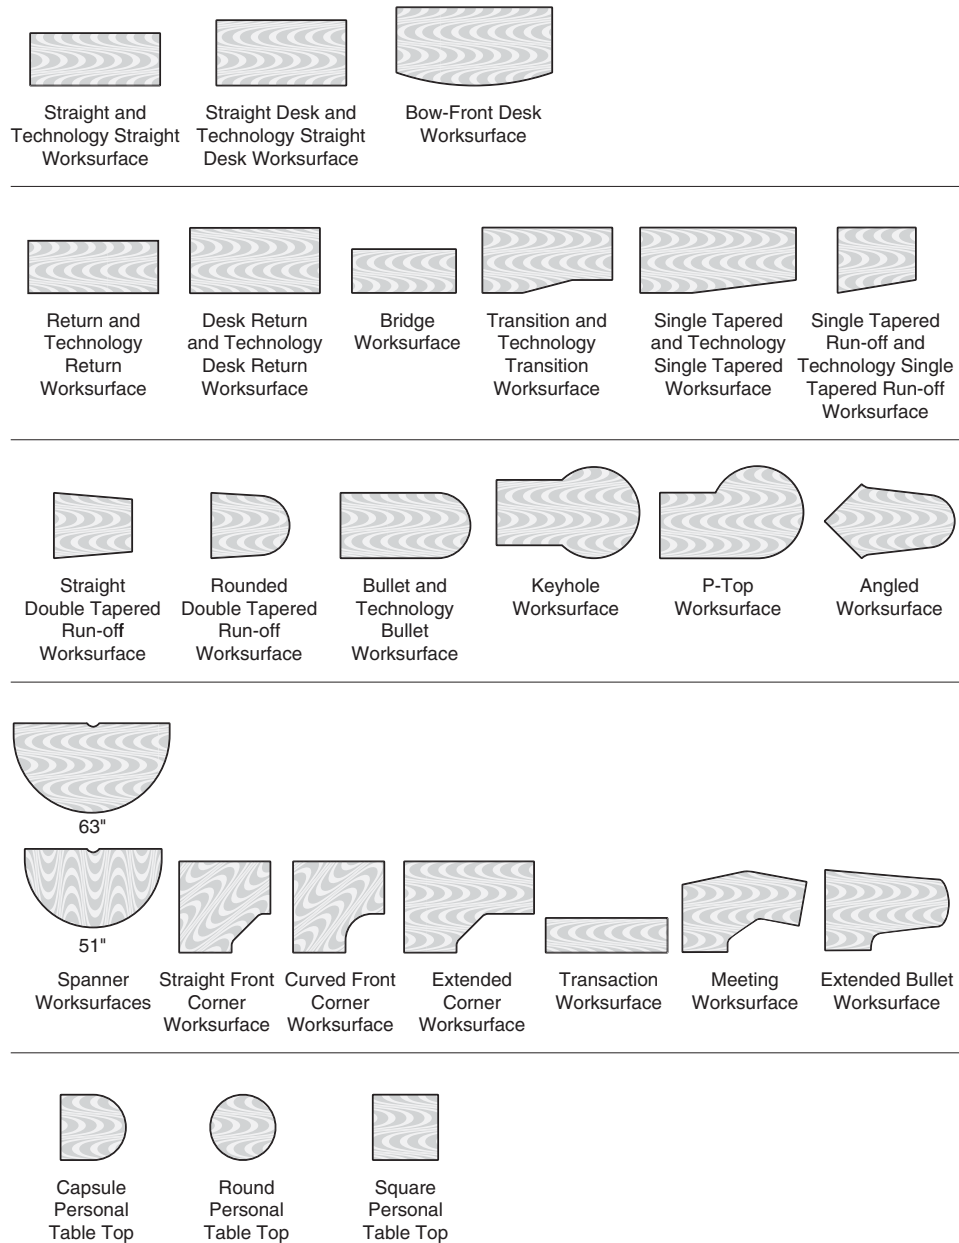 Straight and
Technology Straight
Worksurface
Straight Desk and
Technology Straight
Desk Worksurface
Bow-Front Desk
Worksurface
Return and
Technology
Return
Worksurface
Desk Return
and Technology
Desk Return
Worksurface
Bridge
Worksurface
Transition and
Technology
Transition
Worksurface
Single Tapered
and Technology
Single Tapered
Worksurface
Single Tapered
Run-off and
Technology Single
Tapered Run-off
Worksurface
Straight
Double Tapered
Run-off
Worksurface
Rounded
Double Tapered
Run-off
Worksurface
Bullet and
Technology
Bullet
Worksurface
Keyhole
Worksurface
P-Top
Worksurface
Angled
Worksurface
63"
51"
Spanner
Worksurfaces
Straight Front
Corner
Worksurface
Curved Front
Corner
Worksurface
Extended
Corner
Worksurface
Transaction
Worksurface
Meeting
Worksurface
Extended Bullet
Worksurface
Capsule
Personal
Table Top
Round
Personal
Table Top
Square
Personal
Table Top